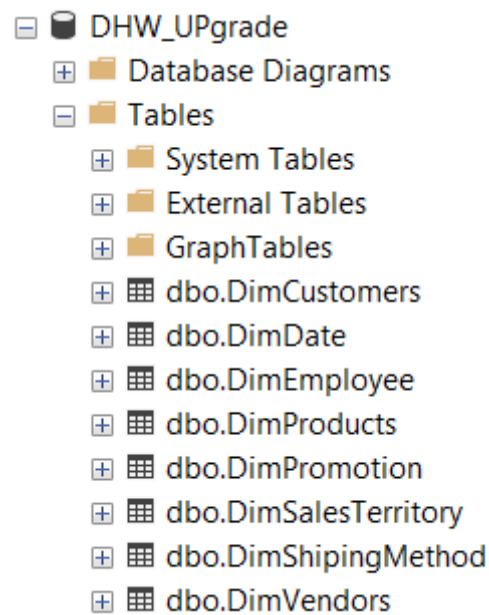 DHW_UPgrade
Database Diagrams
Tables
System Tables
External Tables
GraphTables
dbo.DimCustomers
dbo.DimDate
dbo.DimEmployee
dbo.DimProducts
dbo.DimPromotion
dbo.DimSalesTerritory
dbo.DimShipingMethod
dbo.DimVendors